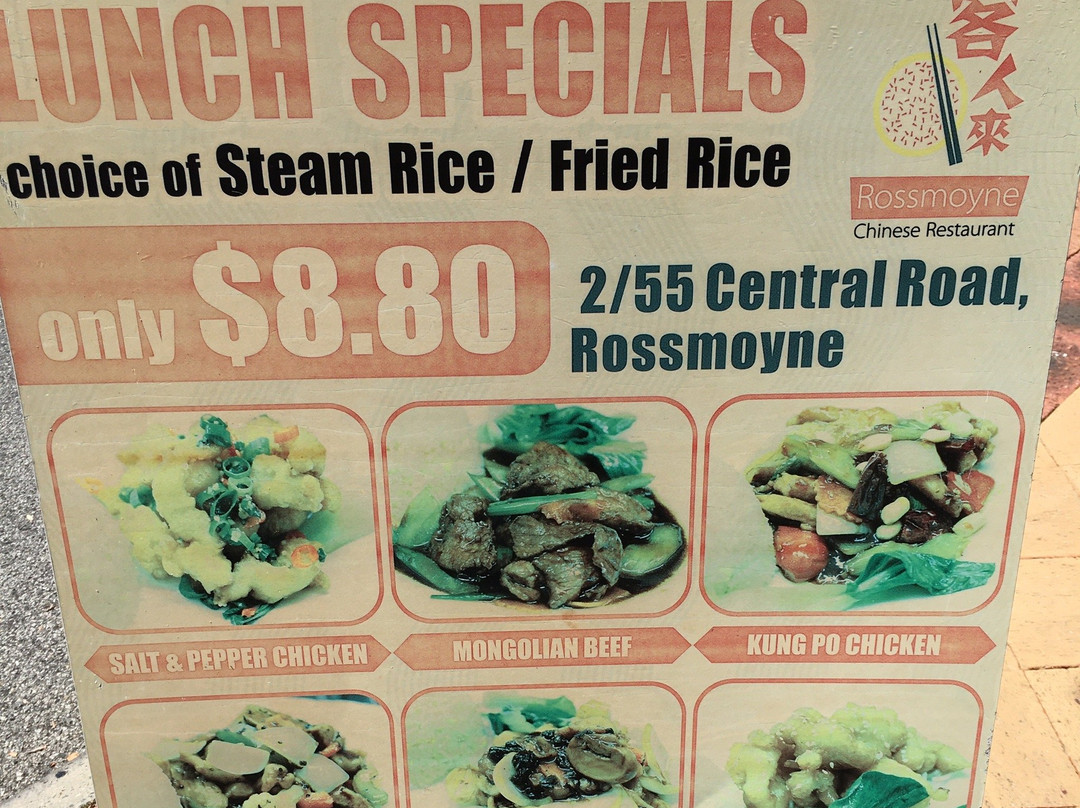 LUNCH SPECIALS
choice of Steam Rice / Fried Rice
客人來
Rossmoyne
Chinese Restaurant
only $8.80
2/55 Central Road,
Rossmoyne
SALT & PEPPER CHICKEN
MONGOLIAN BEEF
KUNG PO CHICKEN